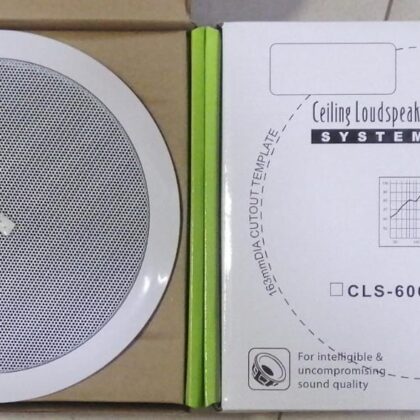 Ceiling Loudspeak
SYSTEM
163mmDIA CUTOUT TEMPLATE
CLS-60
For intelligible &
uncompromising
sound quality